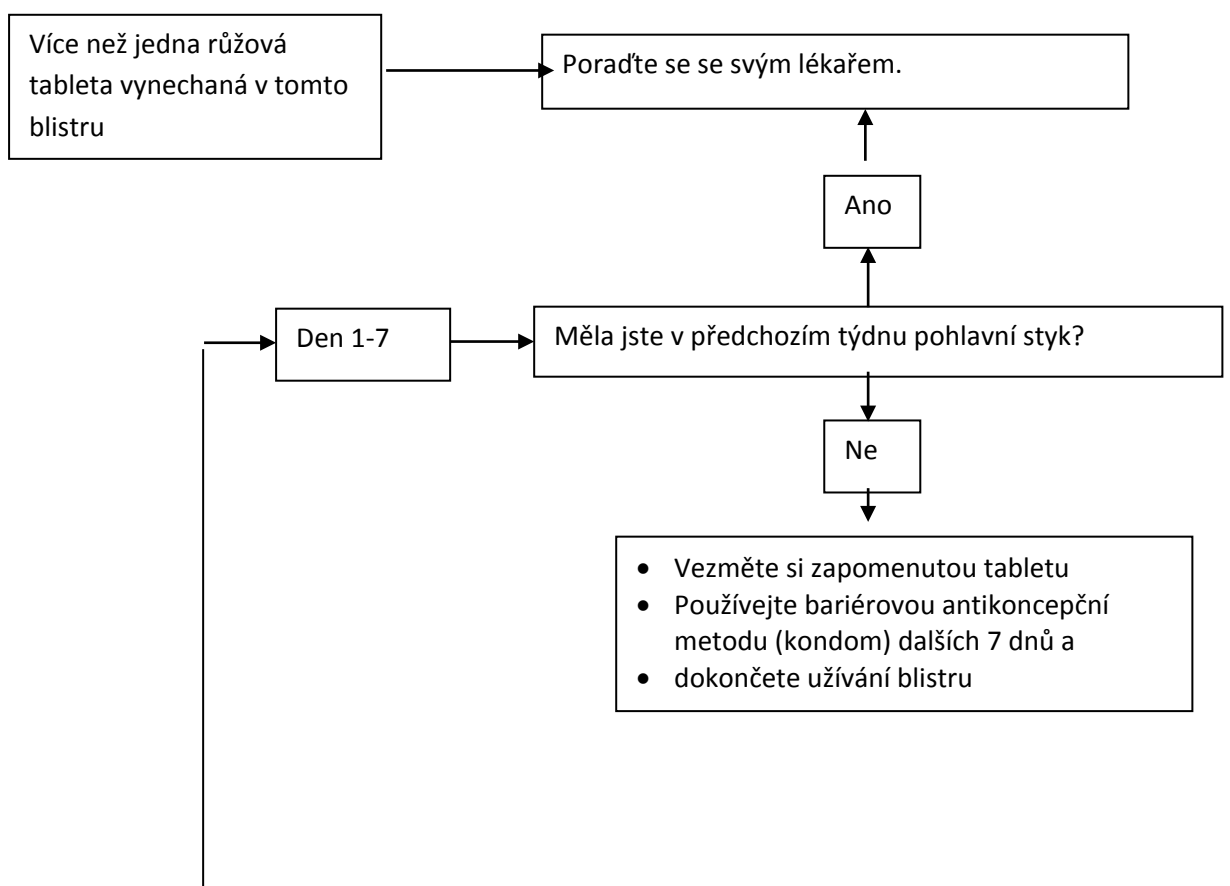 Více než jedna růžová
tableta vynechaná v tomto
blistru
Poraďte se se svým lékařem.
Ano
Den 1-7
Měla jste v předchozím týdnu pohlavní styk?
Ne
• Vezměte si zapomenutou tabletu
• Používejte bariérovou antikoncepční
metodu (kondom) dalších 7 dnů a
• dokončete užívání blistru